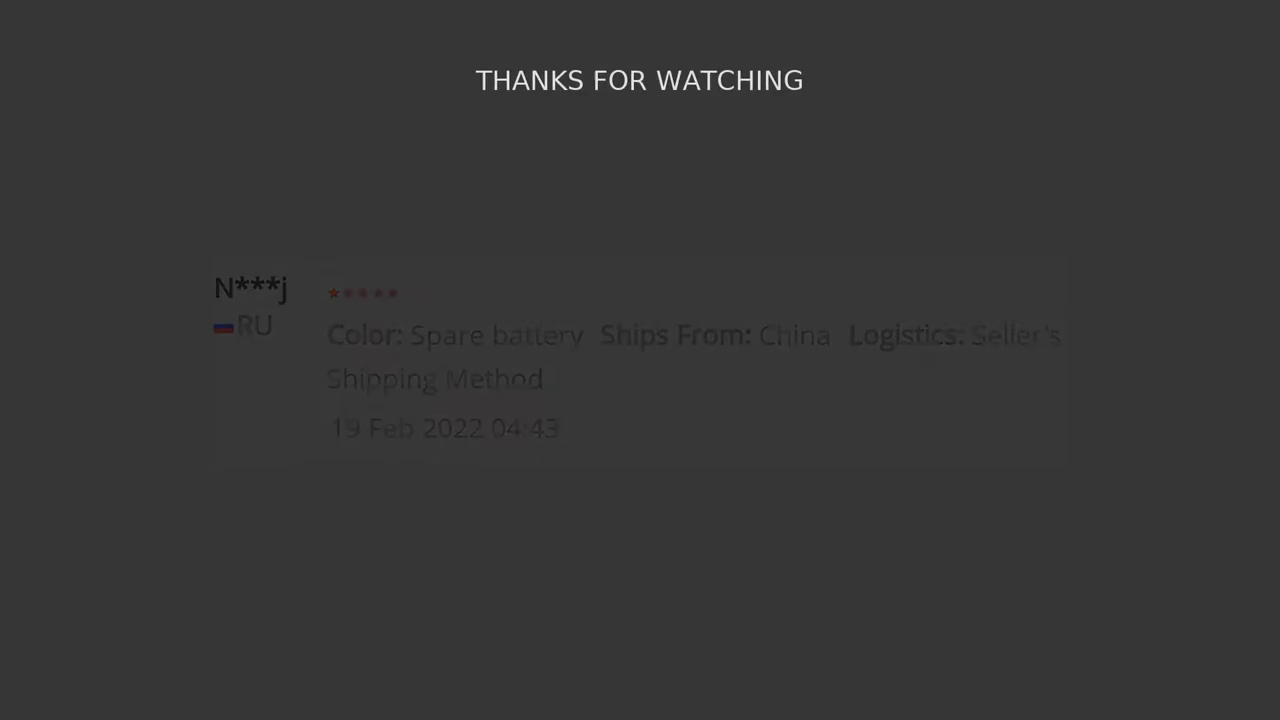 THANKS FOR WATCHING
N***j
RU
Color: Spare battery Ships From: China Logistics: Seller's
Shipping Method
19 Feb 2022 04:43